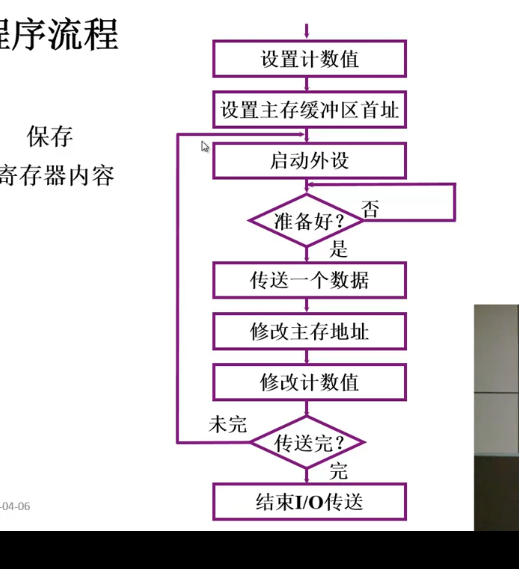 程序流程
保存
寄存器内容
设置计数值
设置主存缓冲区首址
启动外设
准备好?
否
是
传送一个数据
修改主存地址
修改计数值
未完
传送完?
完
结束I/O传送
-04-06